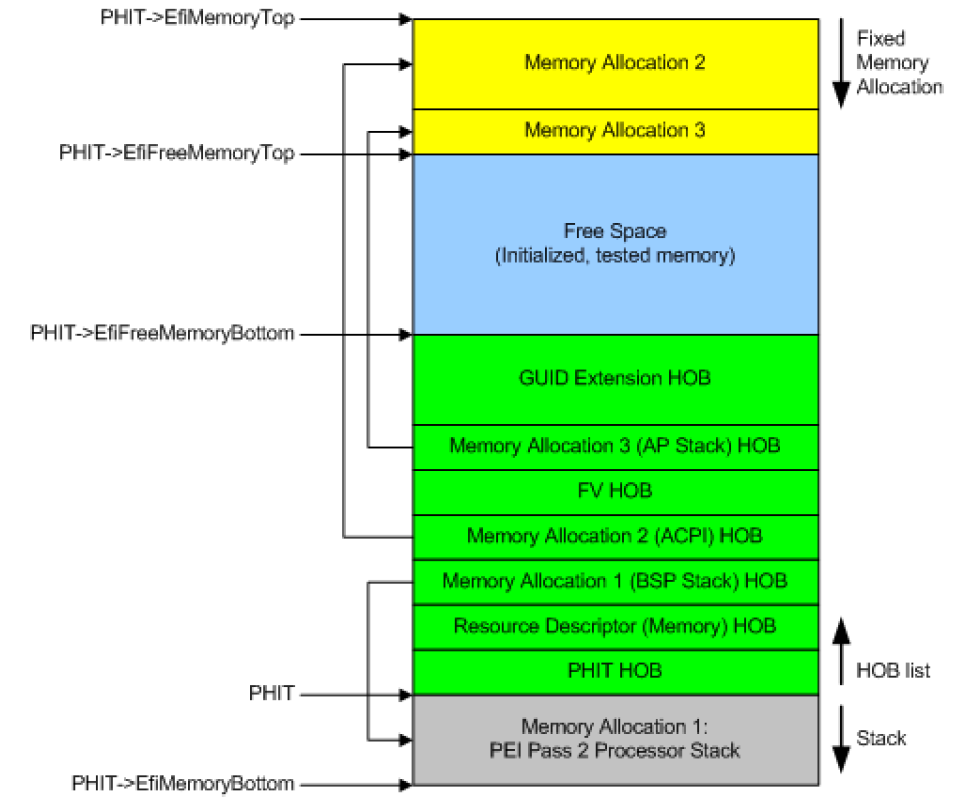 PHIT->EfiMemoryTop
Memory Allocation 2
Fixed
Memory
Allocation
Memory Allocation 3
PHIT->EfiFreeMemoryTop
Free Space
(Initialized, tested memory)
PHIT->EfiFreeMemoryBottom
GUID Extension HOB
Memory Allocation 3 (AP Stack) HOB
FV HOB
Memory Allocation 2 (ACPI) HOB
Memory Allocation 1 (BSP Stack) HOB
Resource Descriptor (Memory) HOB
PHIT HOB
HOB list
PHIT
Memory Allocation 1:
PEI Pass 2 Processor Stack
Stack
PHIT->EfiMemoryBottom